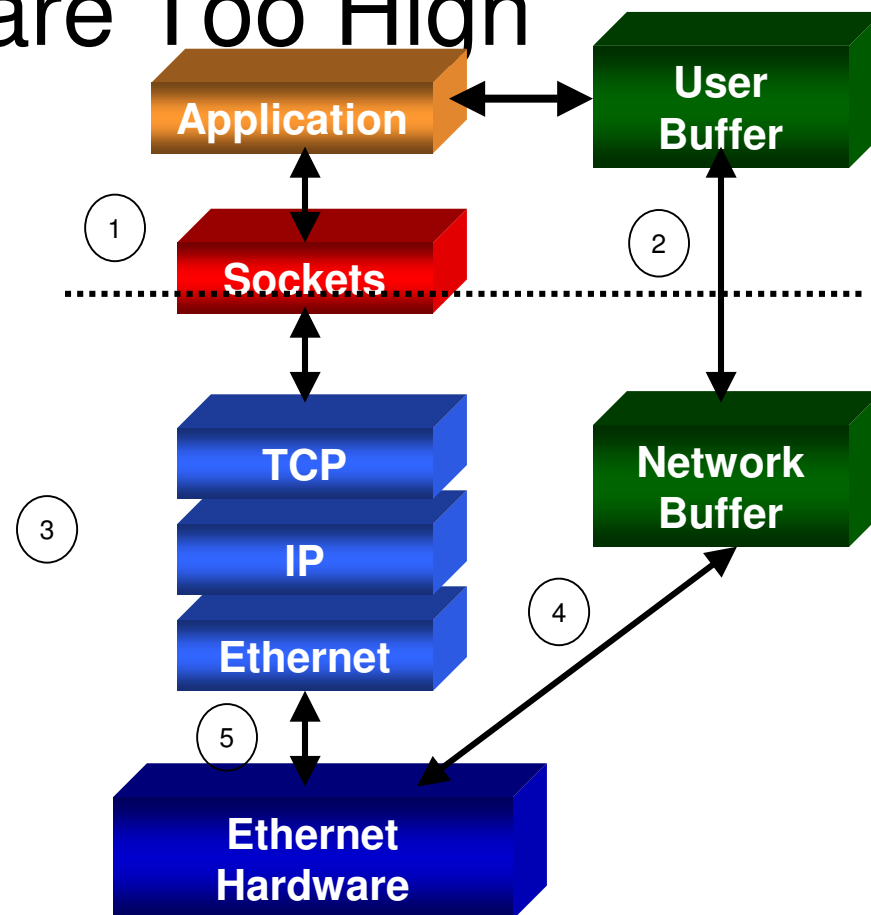 are Too High
Application
User
Buffer
1
2
Sockets
TCP
Network
Buffer
3
IP
4
Ethernet
5
Ethernet
Hardware